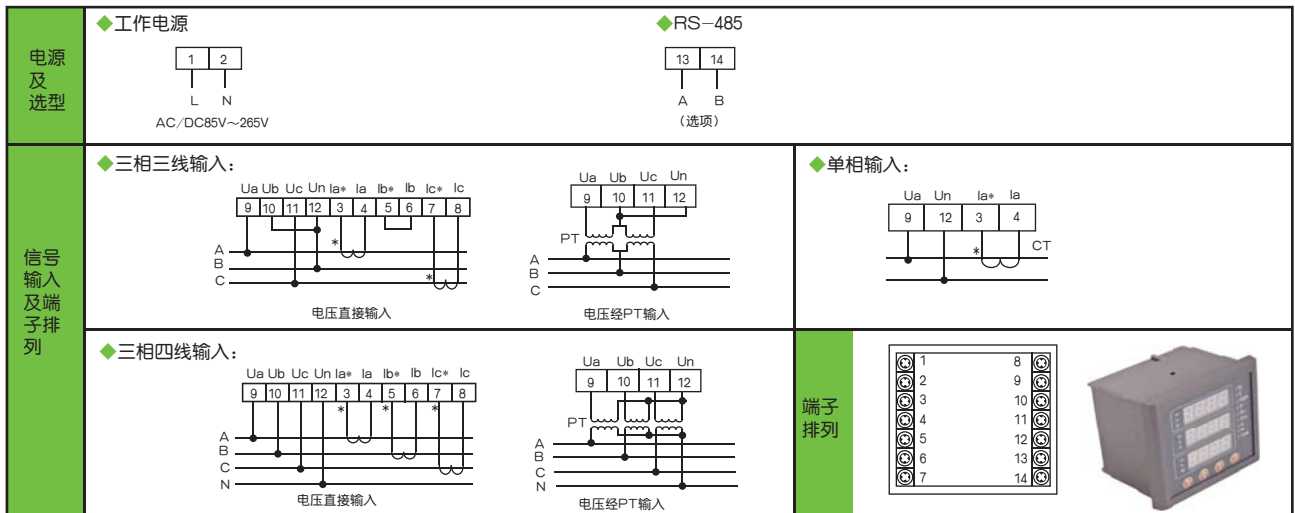 电源
及
选型
◆工作电源
1 2
L N
AC/DC85V～265V
◆RS-485
13 14
A B
(选项)
信号
输入
及端
子排
列
◆三相三线输入：
Ua Ub Uc Un Ia* Ia Ib* Ib Ic* Ic
9 10 11 12 3 4 5 6 7 8
*
A
B
C
*
电压直接输入
Ua Ub Uc Un
9 10 11 12
PT
A
B
C
电压经PT输入
◆单相输入：
Ua Un Ia* Ia
9 12 3 4
*
CT
◆三相四线输入：
Ua Ub Uc Un Ia* Ia Ib* Ib Ic* Ic
9 10 11 12 3 4 5 6 7 8
* * *
A
B
C
N
电压直接输入
Ua Ub Uc Un
9 10 11 12
PT
A
B
C
N
电压经PT输入
端子
排列
1 8
2 9
3 10
4 11
5 12
6 13
7 14